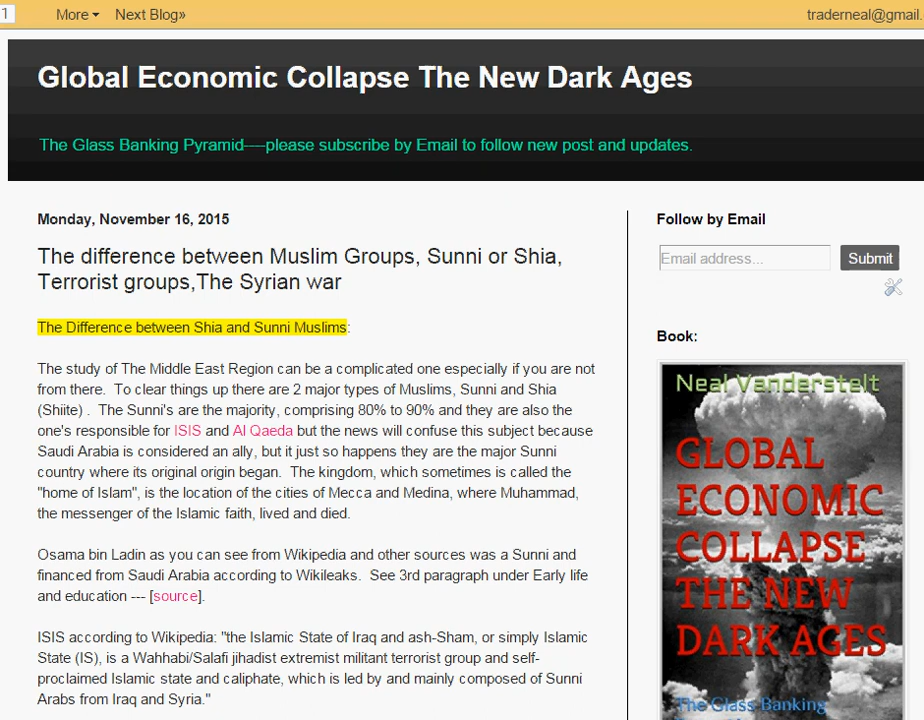 1 More Next Blog» traderneal@gmail.
Global Economic Collapse The New Dark Ages
The Glass Banking Pyramid----please subscribe by Email to follow new post and updates.
Monday, November 16, 2015
The difference between Muslim Groups, Sunni or Shia,
Terrorist groups,The Syrian war
The Difference between Shia and Sunni Muslims:
The study of The Middle East Region can be a complicated one especially if you are not
from there. To clear things up there are 2 major types of Muslims, Sunni and Shia
(Shiite) . The Sunni's are the majority, comprising 80% to 90% and they are also the
one's responsible for ISIS and Al Qaeda but the news will confuse this subject because
Saudi Arabia is considered an ally, but it just so happens they are the major Sunni
country where its original origin began. The kingdom, which sometimes is called the
"home of Islam", is the location of the cities of Mecca and Medina, where Muhammad,
the messenger of the Islamic faith, lived and died.
Osama bin Ladin as you can see from Wikipedia and other sources was a Sunni and
financed from Saudi Arabia according to Wikileaks. See 3rd paragraph under Early life
and education --- [source].
ISIS according to Wikipedia: "the Islamic State of Iraq and ash-Sham, or simply Islamic
State (IS), is a Wahhabi/Salafi jihadist extremist militant terrorist group and self-
proclaimed Islamic state and caliphate, which is led by and mainly composed of Sunni
Arabs from Iraq and Syria."
Follow by Email
Email address...
Submit
Book:
Neal Vanderstelt
GLOBAL
ECONOMIC
COLLAPSE
THE NEW
DARK AGES
The Glass Banking